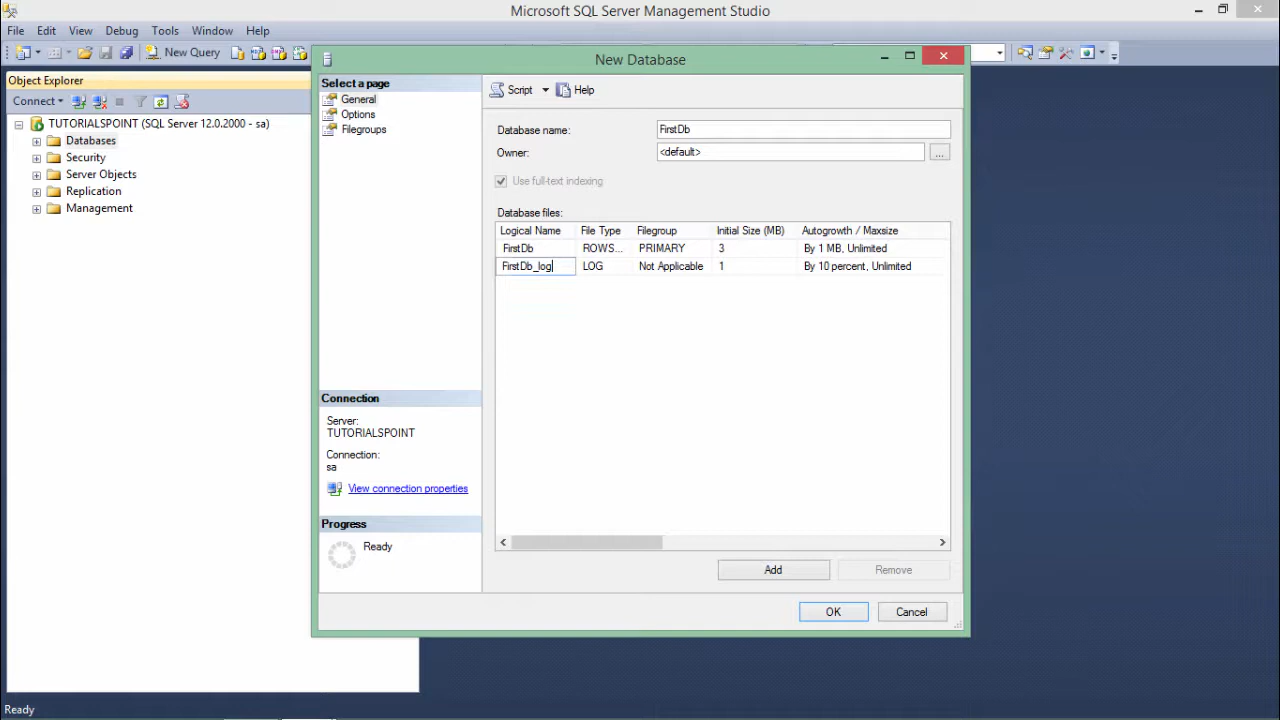 Microsoft SQL Server Management Studio
File Edit View Debug Tools Window Help
New Query
Object Explorer
Connect
TUTORIALSPOINT (SQL Server 12.0.2000 - sa)
Databases
Security
Server Objects
Replication
Management
New Database
Select a page
General
Options
Filegroups
Script Help
Database name: FirstDb
Owner: <default> ...
Use full-text indexing
Database files:
Logical Name File Type Filegroup Initial Size (MB) Autogrowth / Maxsize
FirstDb ROWS... PRIMARY 3 By 1 MB, Unlimited
FirstDb_log LOG Not Applicable 1 By 10 percent, Unlimited
Connection
Server:
TUTORIALSPOINT
Connection:
sa
View connection properties
Progress
Ready
Add Remove
OK Cancel
Ready